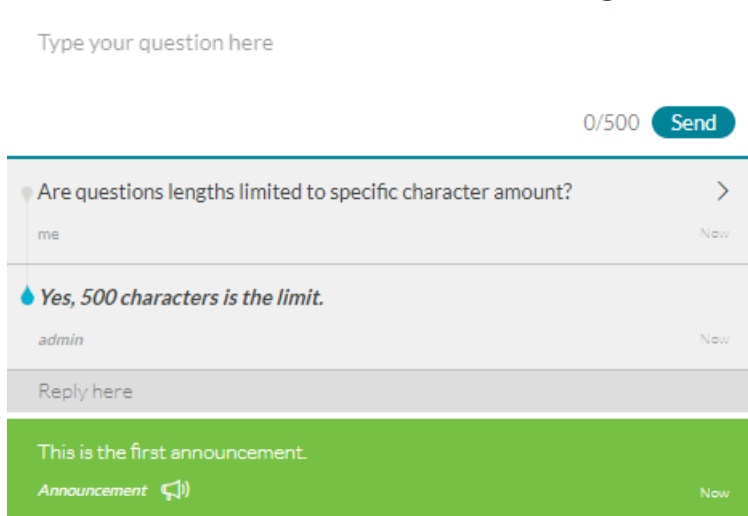 Type your question here
0/500 Send
Are questions lengths limited to specific character amount?
me Now
Yes, 500 characters is the limit.
admin Now
Reply here
This is the first announcement.
Announcement Now